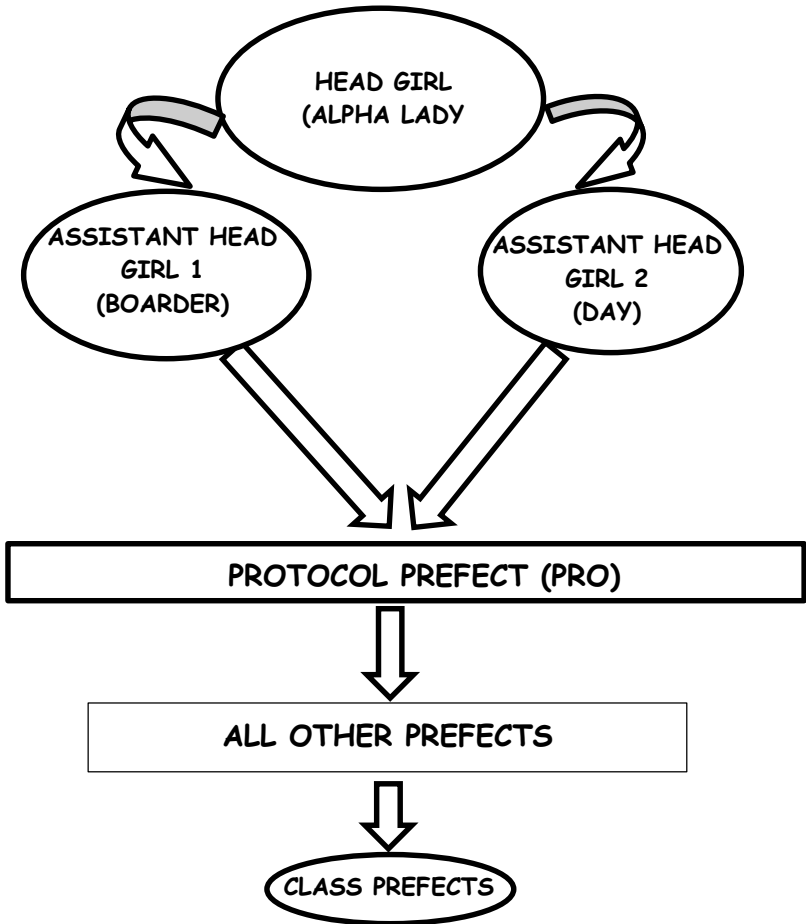 HEAD GIRL
(ALPHA LADY
ASSISTANT HEAD
GIRL 1
(BOARDER)
ASSISTANT HEAD
GIRL 2
(DAY)
PROTOCOL PREFECT (PRO)
ALL OTHER PREFECTS
CLASS PREFECTS